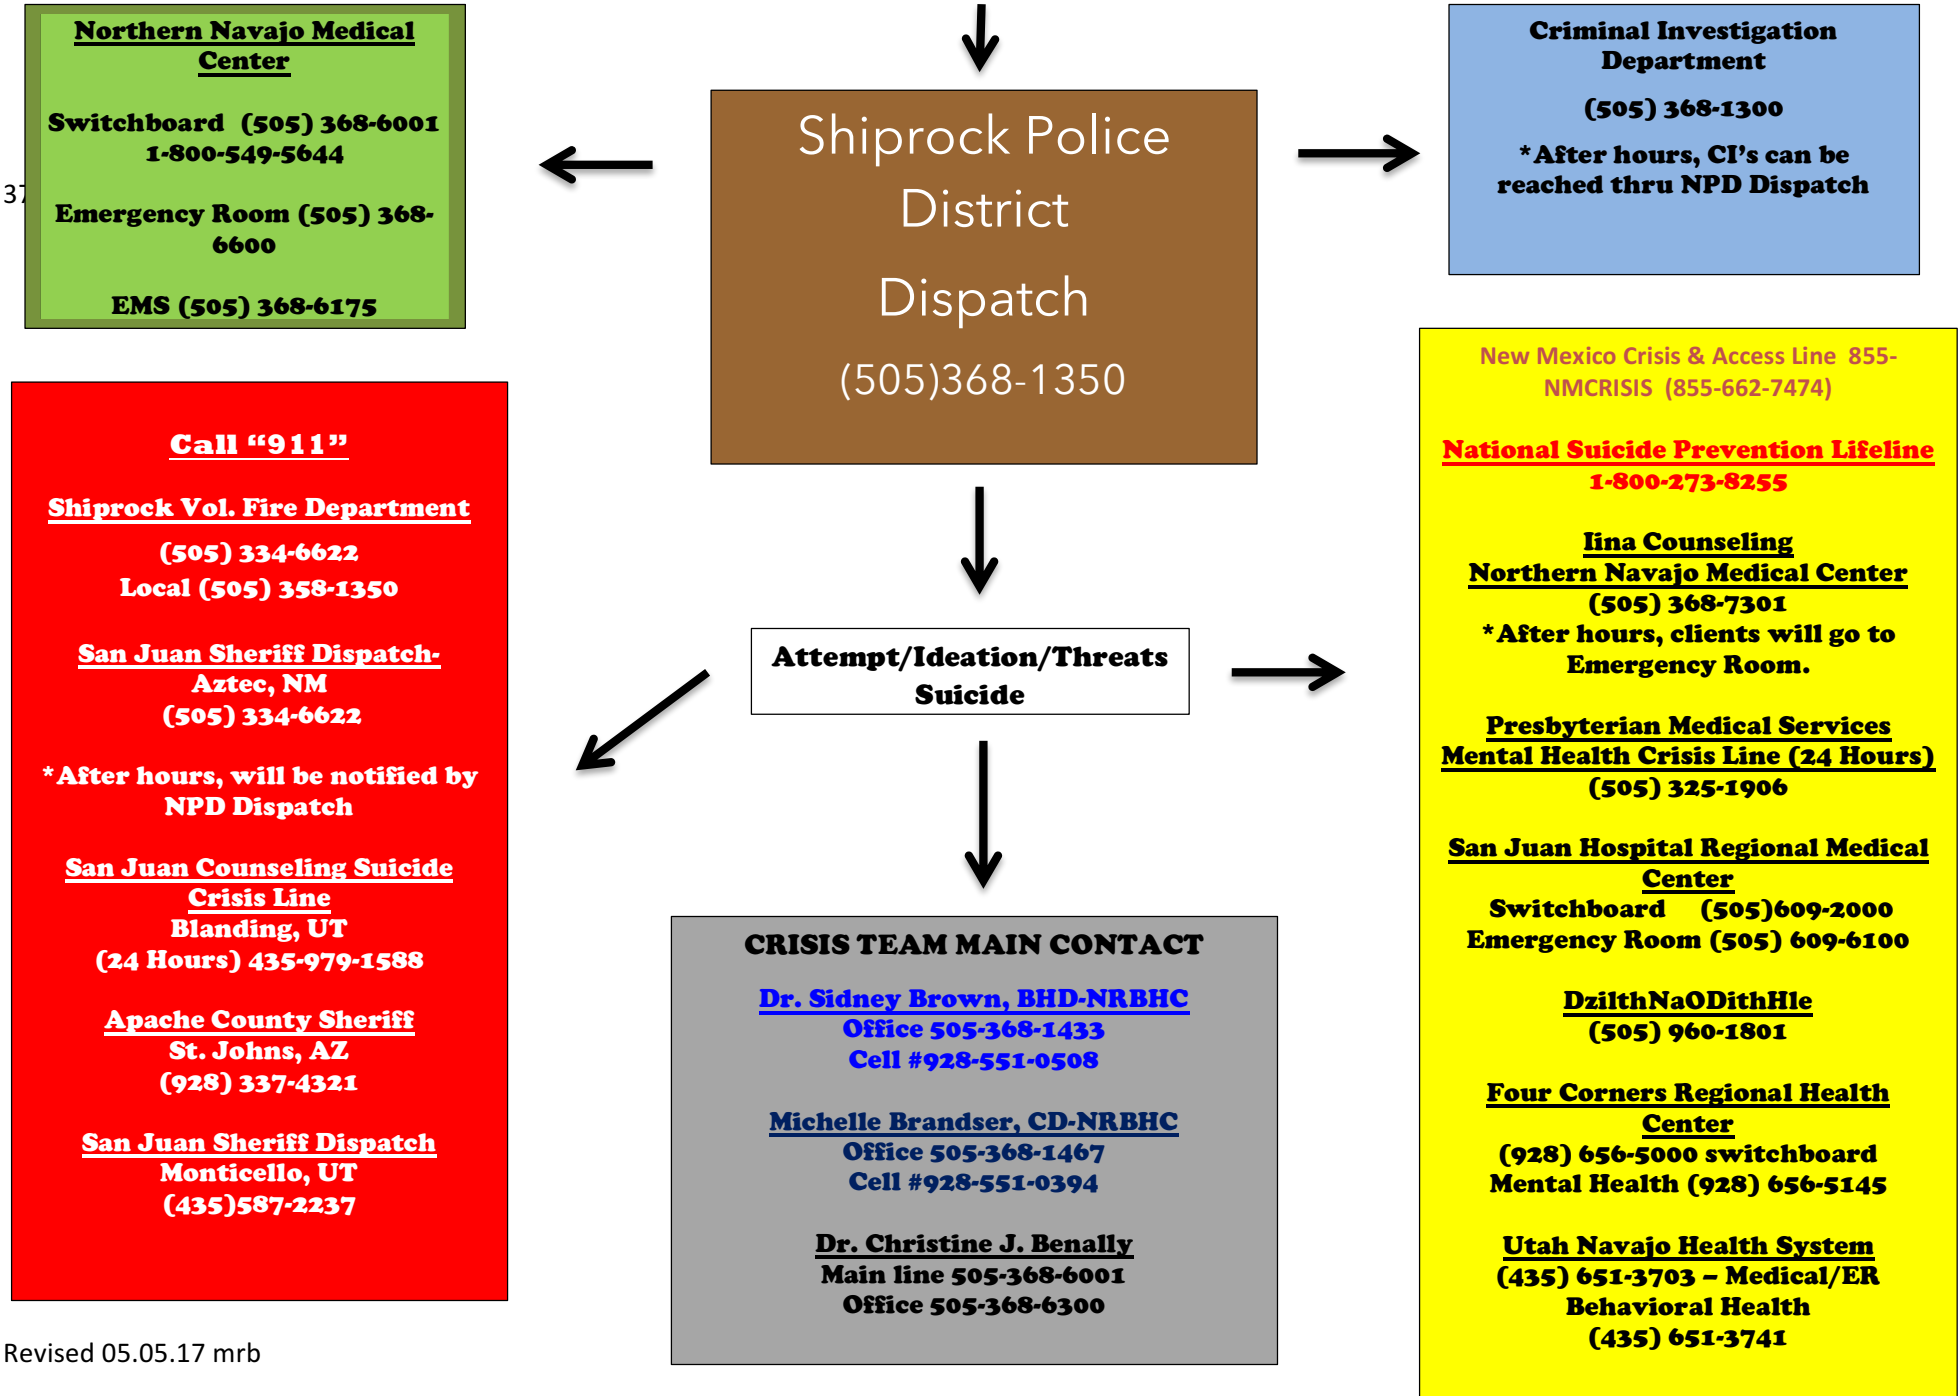 Northern Navajo Medical
Center
Switchboard (505) 368-6001
1-800-549-5644
37
Emergency Room (505) 368-
6600
EMS (505) 368-6175
Shiprock Police
District
Dispatch
(505)368-1350
Criminal Investigation
Department
(505) 368-1300
*After hours, CI's can be
reached thru NPD Dispatch
Call “911”
Shiprock Vol. Fire Department
(505) 334-6622
Local (505) 358-1350
San Juan Sheriff Dispatch-
Aztec, NM
(505) 334-6622
*After hours, will be notified by
NPD Dispatch
San Juan Counseling Suicide
Crisis Line
Blanding, UT
(24 Hours) 435-979-1588
Apache County Sheriff
St. Johns, AZ
(928) 337-4321
San Juan Sheriff Dispatch
Monticello, UT
(435)587-2237
Attempt/Ideation/Threats
Suicide
CRISIS TEAM MAIN CONTACT
Dr. Sidney Brown, BHD-NRBHC
Office 505-368-1433
Cell #928-551-0508
Michelle Brandser, CD-NRBHC
Office 505-368-1467
Cell #928-551-0394
Dr. Christine J. Benally
Main line 505-368-6001
Office 505-368-6300
New Mexico Crisis & Access Line 855-
NMCRISIS (855-662-7474)
National Suicide Prevention Lifeline
1-800-273-8255
Iina Counseling
Northern Navajo Medical Center
(505) 368-7301
*After hours, clients will go to
Emergency Room.
Presbyterian Medical Services
Mental Health Crisis Line (24 Hours)
(505) 325-1906
San Juan Hospital Regional Medical
Center
Switchboard (505)609-2000
Emergency Room (505) 609-6100
DzilthNaODithHle
(505) 960-1801
Four Corners Regional Health
Center
(928) 656-5000 switchboard
Mental Health (928) 656-5145
Utah Navajo Health System
(435) 651-3703 – Medical/ER
Behavioral Health
(435) 651-3741
Revised 05.05.17 mrb